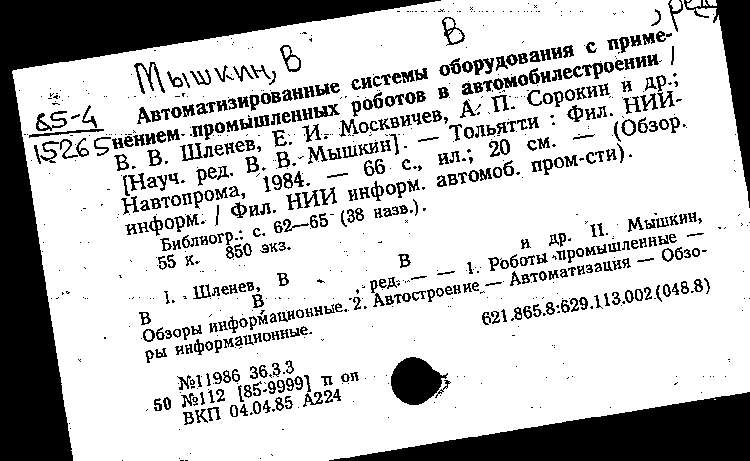 Мышкин, В В , ред.
85-4
15265
Автоматизированные системы оборудования с приме-
нением промышленных роботов в автомобилестроении /
В. В. Шленев, Е. И. Москвичев, А. П. Сорокин и др.;
[Науч. ред. В. В. Мышкин]. — Тольятти : Фил. НИИ-
Навтопрома, 1984. — 66 с., ил.; 20 см. — (Обзор.
информ. / Фил. НИИ информ. автомоб. пром-сти).
Библиогр.: с. 62—65 (38 назв.).
55 к. 850 экз.
I. Шленев, В В и др. II. Мышкин,
В В , ред. — — 1. Роботы промышленные —
Обзоры информационные. 2. Автостроение — Автоматизация — Обзо-
ры информационные.
621.865.8:629.113.002.(048.8)
№11986 36.3.3
50 №112 [85-9999] п оп
ВКП 04.04.85 А224